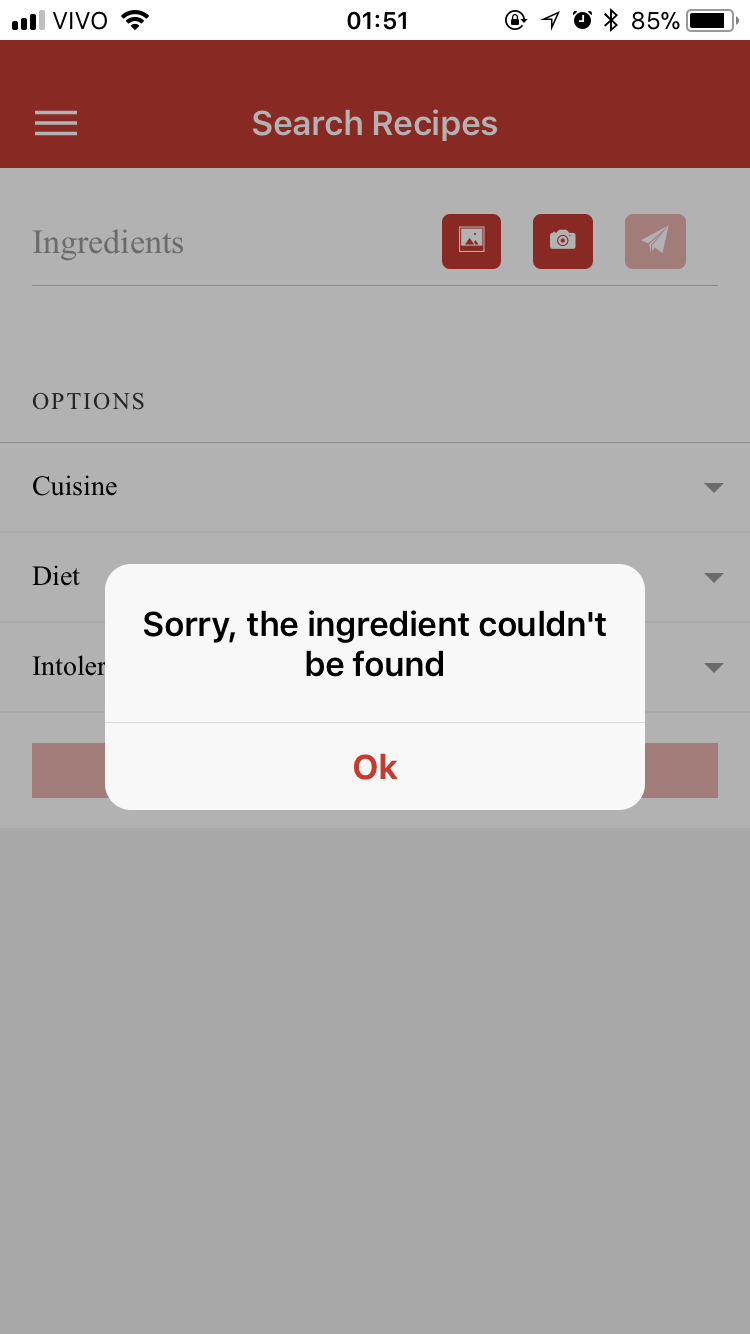 VIVO 01:51 85%
Search Recipes
Ingredients
OPTIONS
Cuisine
Diet
Sorry, the ingredient couldn't
be found
Intoler
Ok